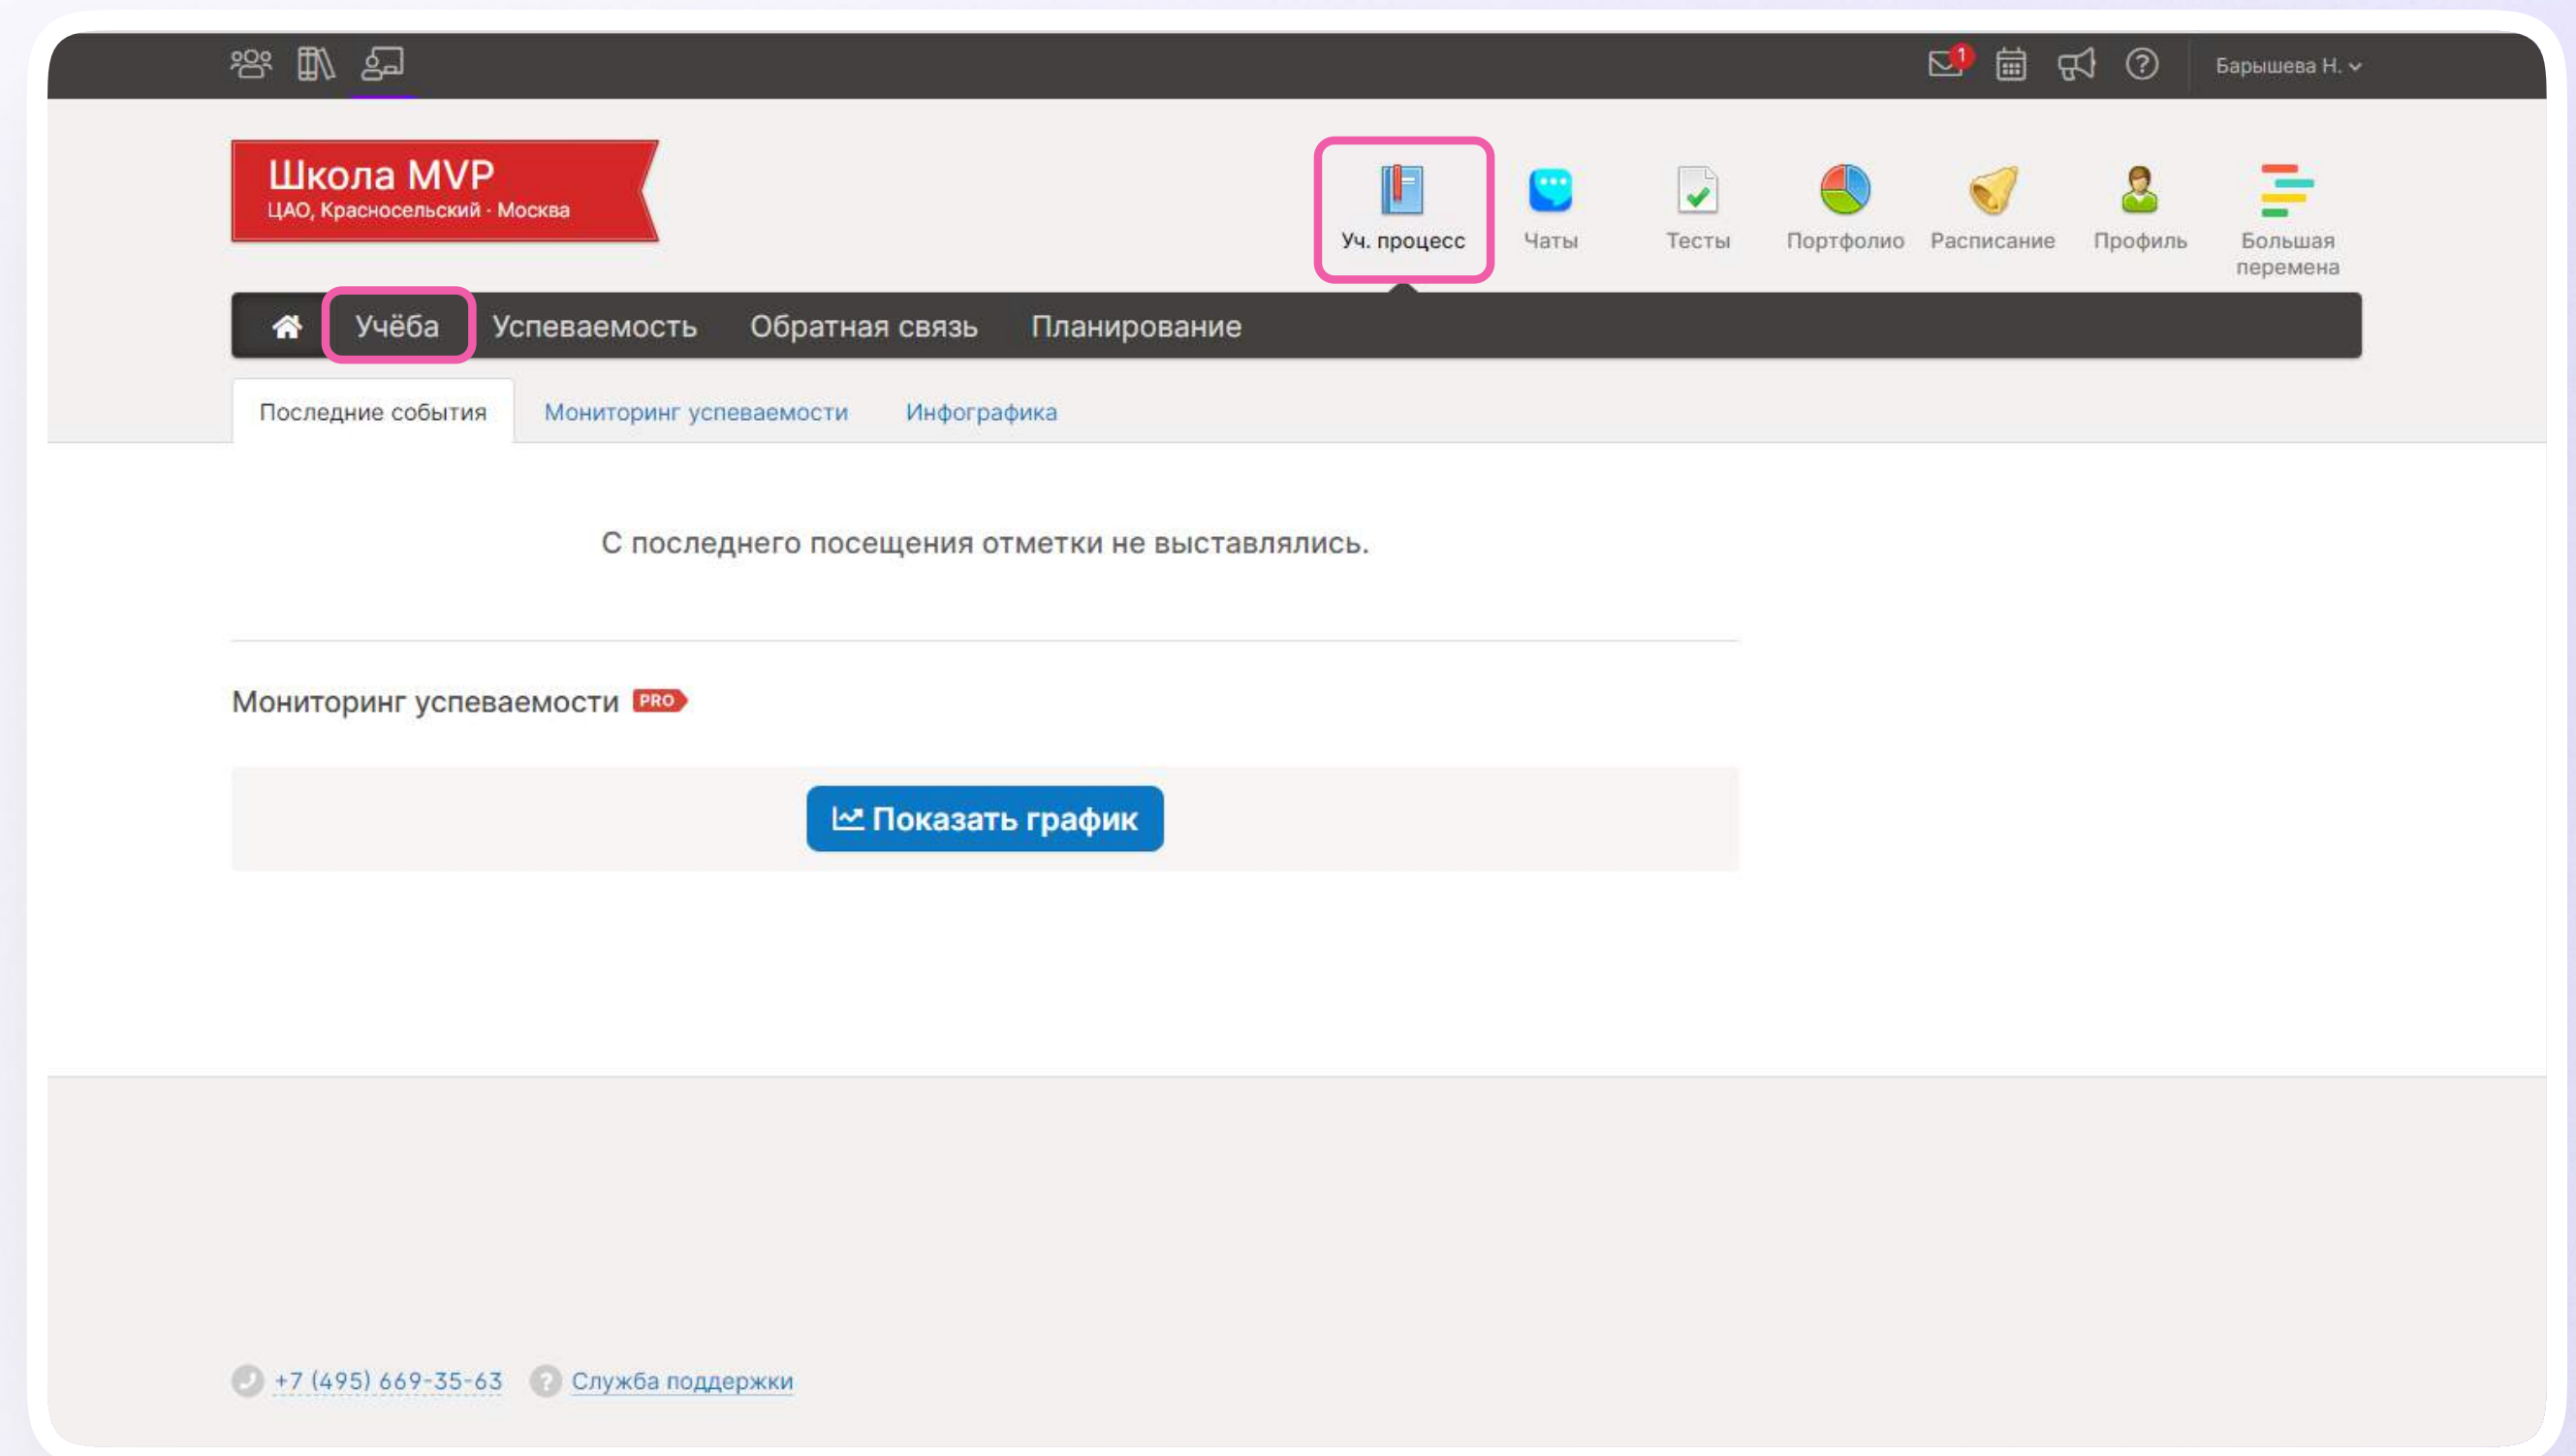 1
Барышева Н.
Школа MVP
ЦАО, Красносельский · Москва
Уч. процесс
Чаты
Тесты
Портфолио
Расписание
Профиль
Большая
перемена
Учёба
Успеваемость
Обратная связь
Планирование
Последние события
Мониторинг успеваемости
Инфографика
С последнего посещения отметки не выставлялись.
Мониторинг успеваемости PRO
Показать график
+7 (495) 669-35-63
Служба поддержки